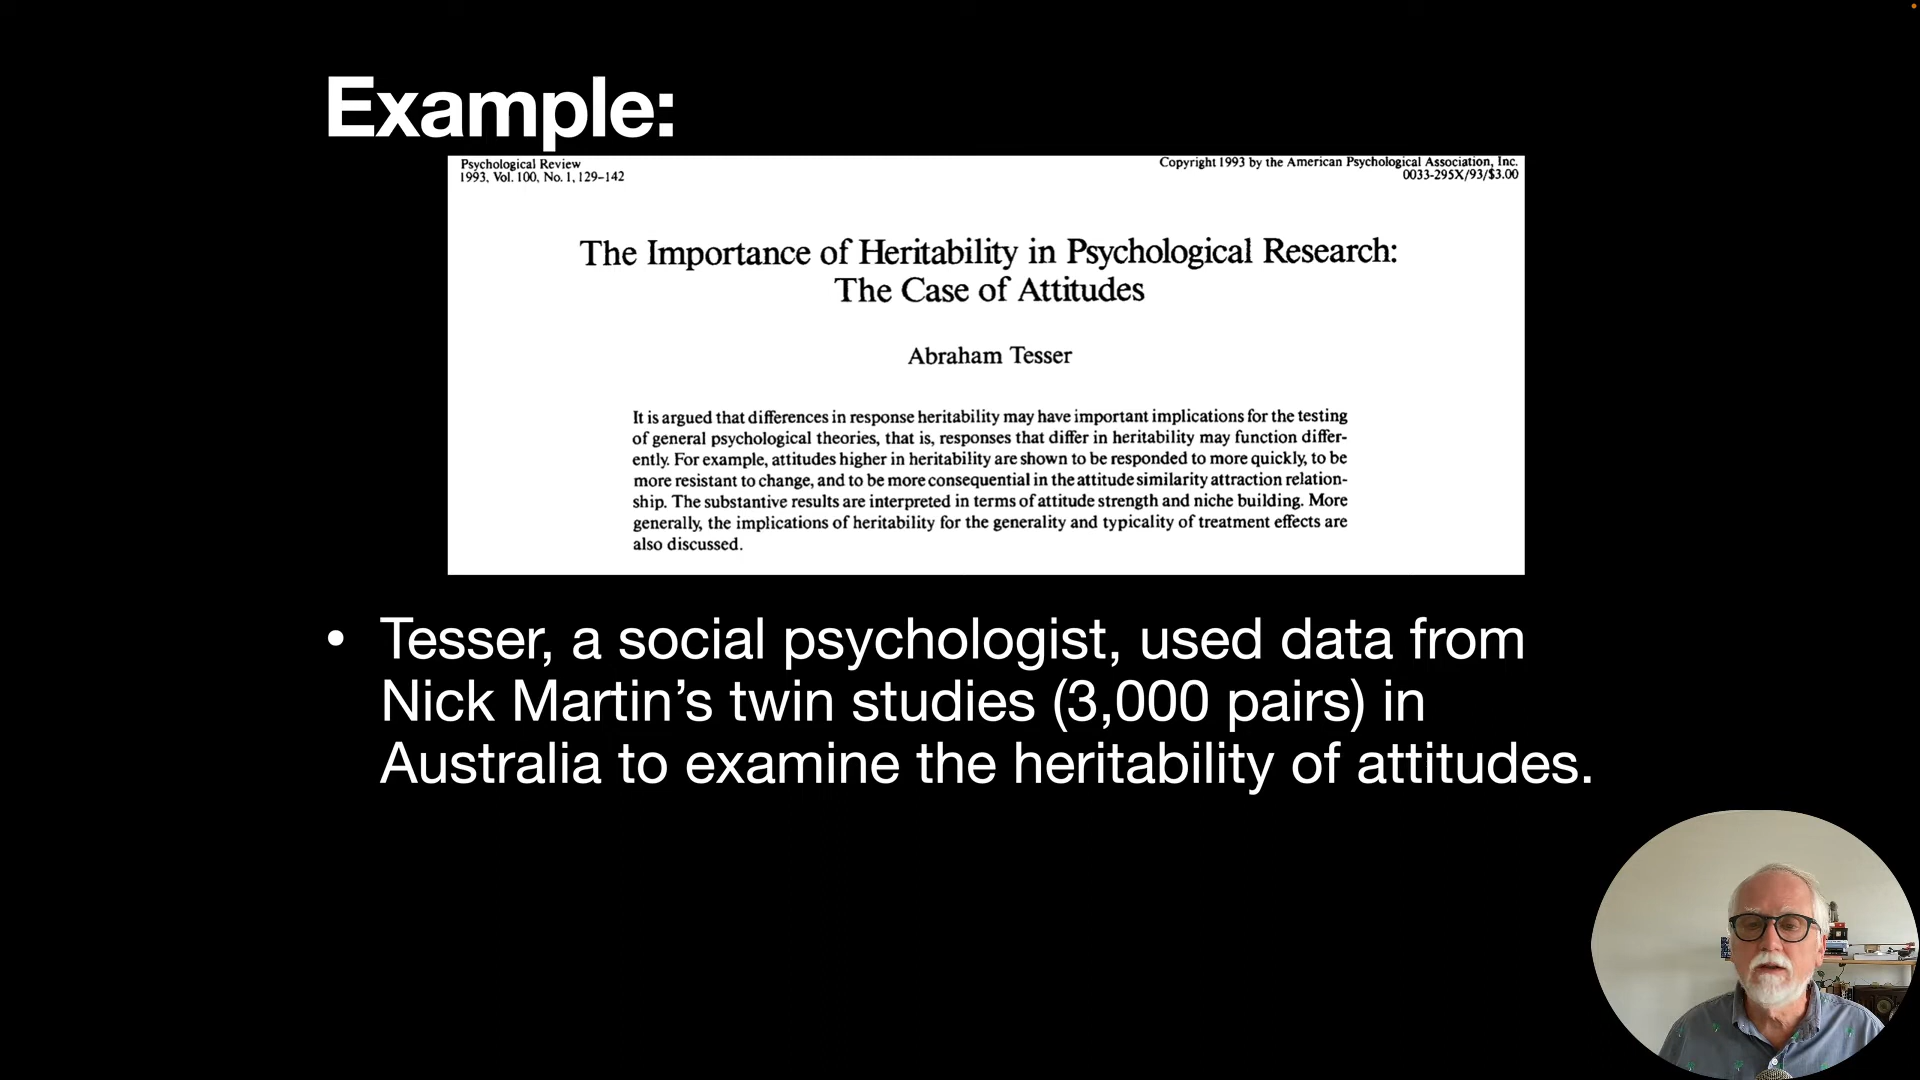 Example:
Psychological Review
1993, Vol. 100, No. 1, 129–142
Copyright 1993 by the American Psychological Association, Inc.
0033-295X/93/$3.00
The Importance of Heritability in Psychological Research:
The Case of Attitudes
Abraham Tesser
It is argued that differences in response heritability may have important implications for the testing
of general psychological theories, that is, responses that differ in heritability may function differ-
ently. For example, attitudes higher in heritability are shown to be responded to more quickly, to be
more resistant to change, and to be more consequential in the attitude similarity attraction relation-
ship. The substantive results are interpreted in terms of attitude strength and niche building. More
generally, the implications of heritability for the generality and typicality of treatment effects are
also discussed.
• Tesser, a social psychologist, used data from
Nick Martin’s twin studies (3,000 pairs) in
Australia to examine the heritability of attitudes.